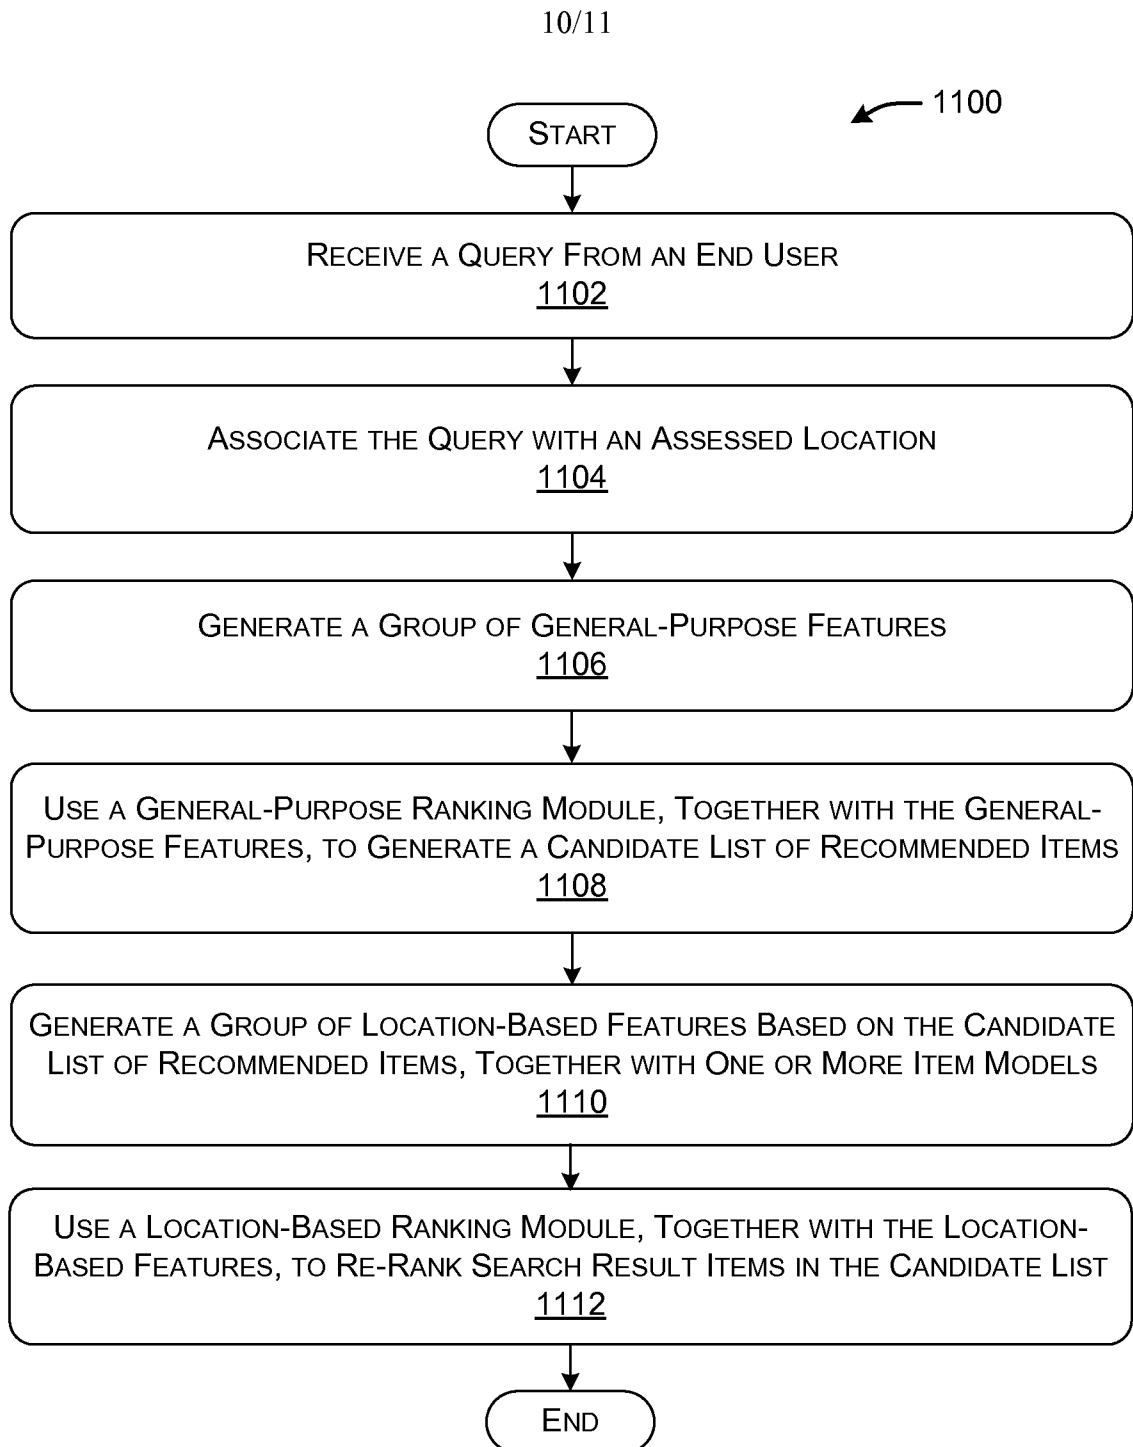 10/11
1100
START
RECEIVE A QUERY FROM AN END USER
1102
ASSOCIATE THE QUERY WITH AN ASSESSED LOCATION
1104
GENERATE A GROUP OF GENERAL-PURPOSE FEATURES
1106
USE A GENERAL-PURPOSE RANKING MODULE, TOGETHER WITH THE GENERAL-
PURPOSE FEATURES, TO GENERATE A CANDIDATE LIST OF RECOMMENDED ITEMS
1108
GENERATE A GROUP OF LOCATION-BASED FEATURES BASED ON THE CANDIDATE
LIST OF RECOMMENDED ITEMS, TOGETHER WITH ONE OR MORE ITEM MODELS
1110
USE A LOCATION-BASED RANKING MODULE, TOGETHER WITH THE LOCATION-
BASED FEATURES, TO RE-RANK SEARCH RESULT ITEMS IN THE CANDIDATE LIST
1112
END